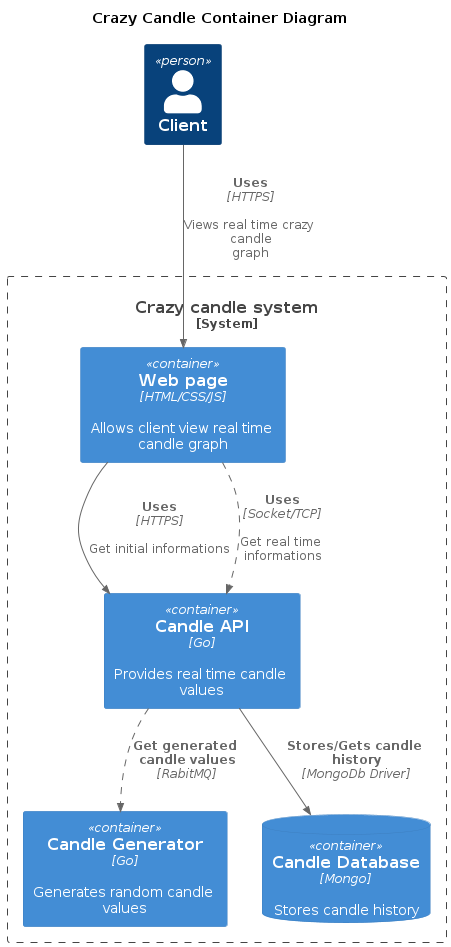 Crazy Candle Container Diagram
«person»
Client
Uses
[HTTPS]
Views real time crazy
candle
graph
Crazy candle system
[System]
«container»
Web page
[HTML/CSS/JS]
Allows client view real time
candle graph
Uses
[HTTPS]
Get initial informations
Uses
[Socket/TCP]
Get real time
informations
«container»
Candle API
[Go]
Provides real time candle
values
Get generated
candle values
[RabitMQ]
Stores/Gets candle
history
[MongoDb Driver]
«container»
Candle Generator
[Go]
Generates random candle
values
«container»
Candle Database
[Mongo]
Stores candle history